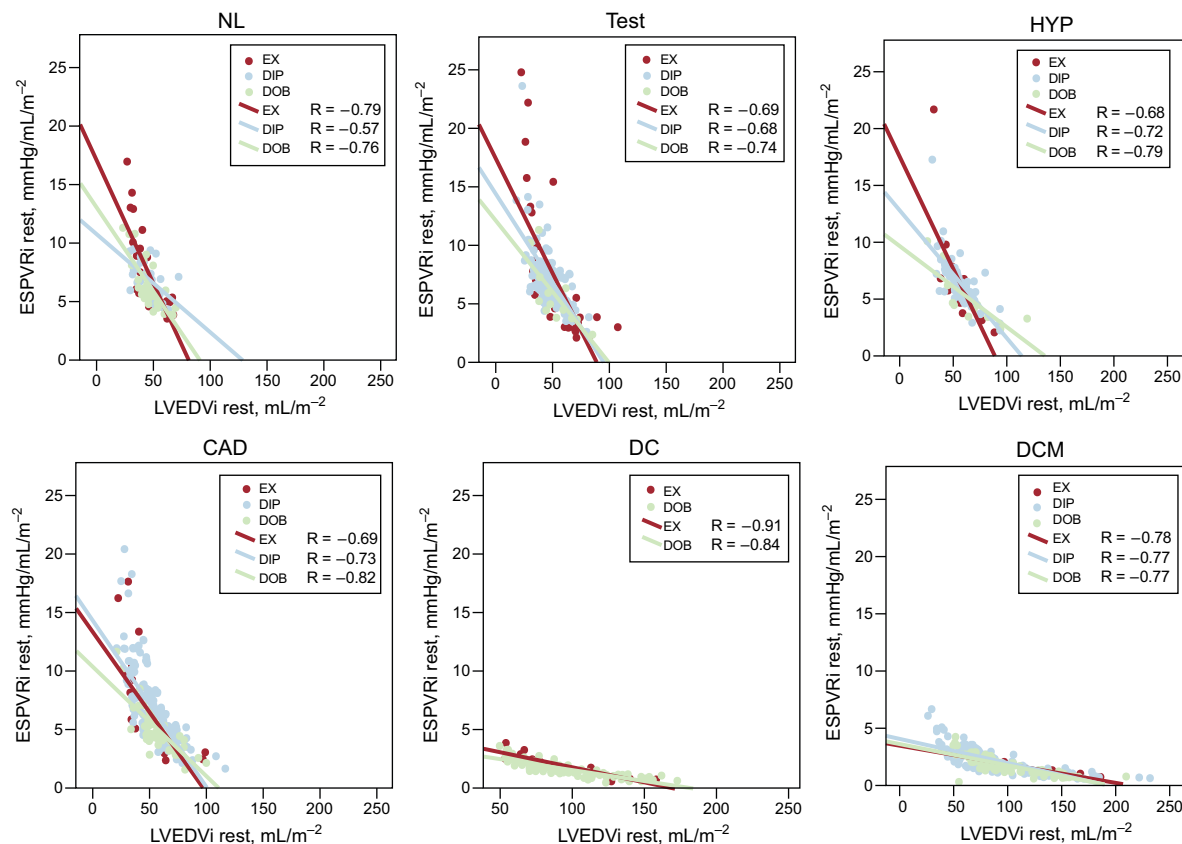 NL
EX
DIP
DOB
EX R = −0.79
DIP R = −0.57
DOB R = −0.76
25
20
15
10
5
0
ESPVRi rest, mmHg/mL/m−2
0 50 100 150 200 250
LVEDVi rest, mL/m−2
Test
EX
DIP
DOB
EX R = −0.69
DIP R = −0.68
DOB R = −0.74
25
20
15
10
5
0
ESPVRi rest, mmHg/mL/m−2
0 50 100 150 200 250
LVEDVi rest, mL/m−2
HYP
EX
DIP
DOB
EX R = −0.68
DIP R = −0.72
DOB R = −0.79
25
20
15
10
5
0
ESPVRi rest, mmHg/mL/m−2
0 50 100 150 200 250
LVEDVi rest, mL/m−2
CAD
EX
DIP
DOB
EX R = −0.69
DIP R = −0.73
DOB R = −0.82
25
20
15
10
5
0
ESPVRi rest, mmHg/mL/m−2
0 50 100 150 200 250
LVEDVi rest, mL/m−2
DC
EX
DOB
EX R = −0.91
DOB R = −0.84
25
20
15
10
5
0
ESPVRi rest, mmHg/mL/m−2
50 100 150 200 250
LVEDVi rest, mL/m−2
DCM
EX
DIP
DOB
EX R = −0.78
DIP R = −0.77
DOB R = −0.77
25
20
15
10
5
0
ESPVRi rest, mmHg/mL/m−2
0 50 100 150 200 250
LVEDVi rest, mL/m−2